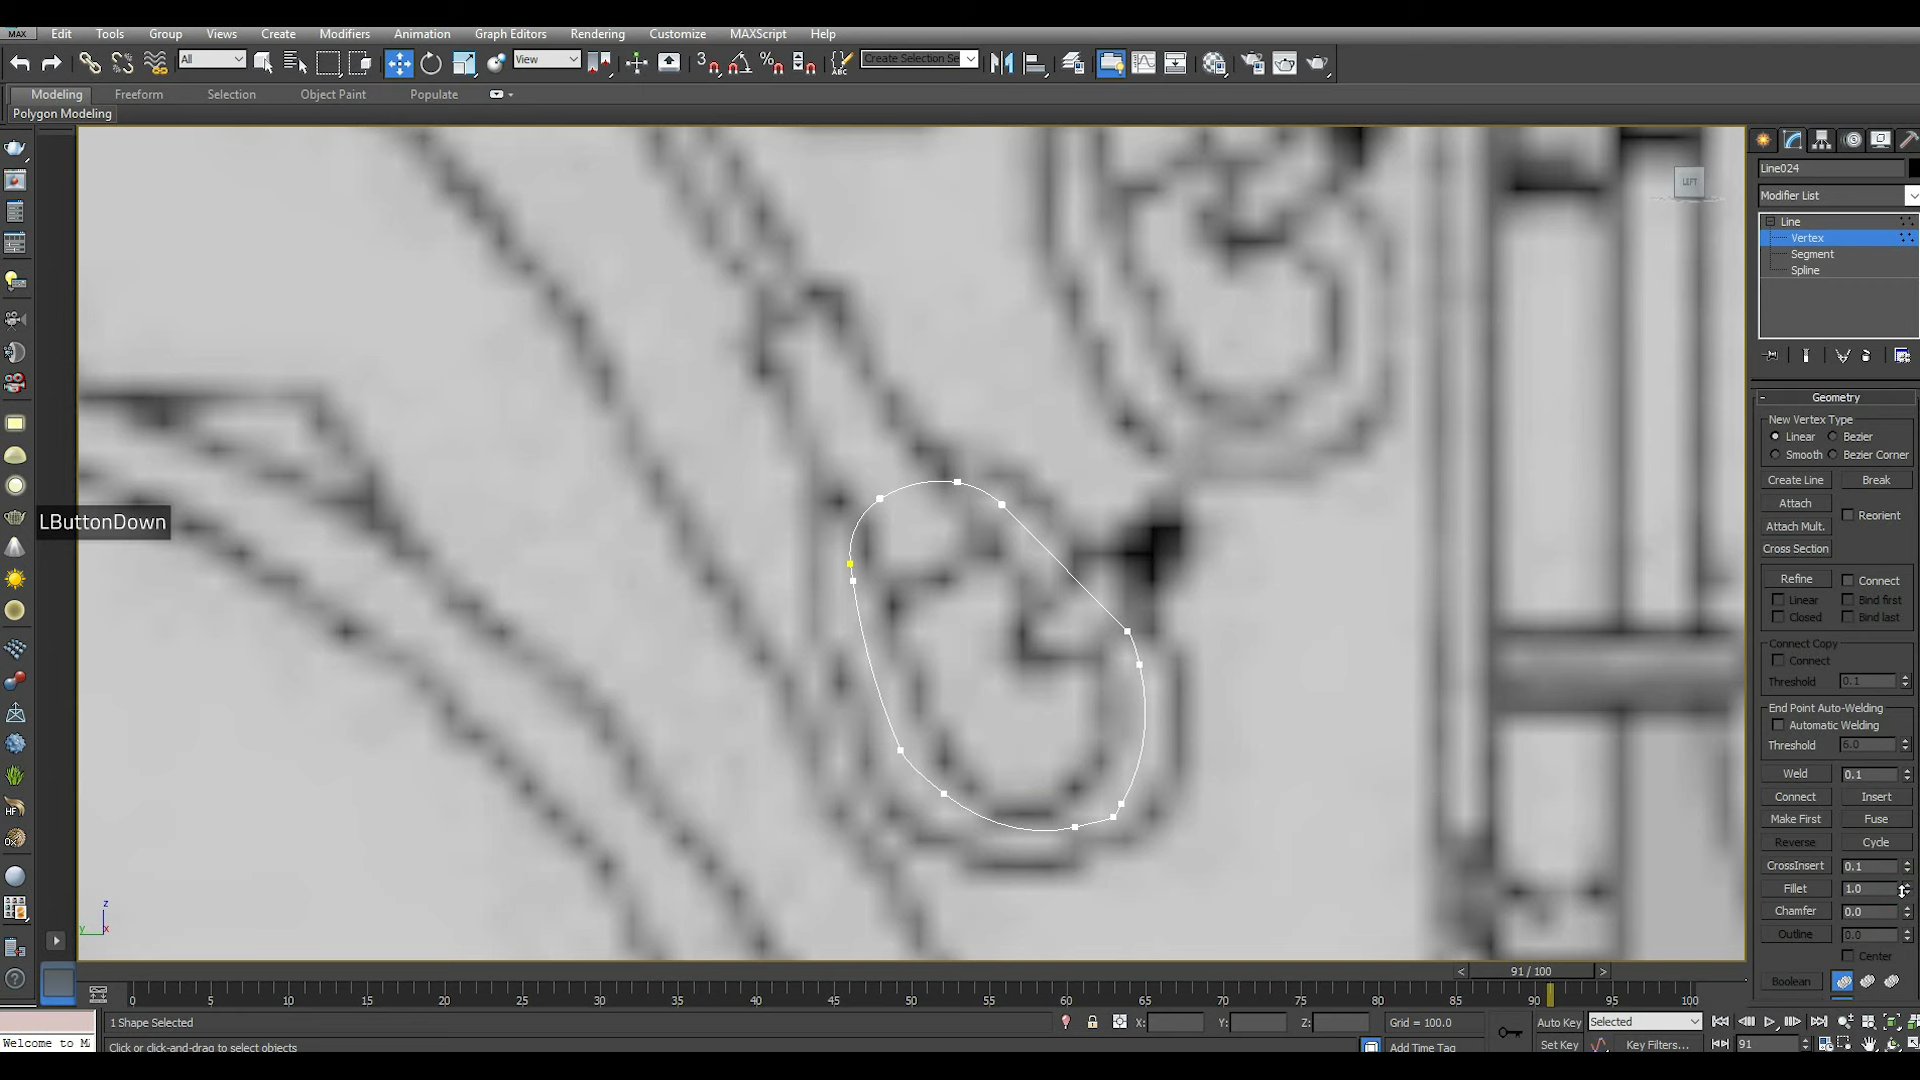 MAX Edit Tools Group Views Create Modifiers Animation Graph Editors Rendering Customize MAXScript Help
All View Create Selection Se
Modeling Freeform Selection Object Paint Populate
Polygon Modeling
LEFT
LButtonDown
z
y x
Line024
Modifier List
Line
Vertex
Segment
Spline
- Geometry
New Vertex Type
Linear Bezier
Smooth Bezier Corner
Create Line Break
Attach Reorient
Attach Mult.
Cross Section
Refine Connect
Linear Bind first
Closed Bind last
Connect Copy
Connect
Threshold 0.1
End Point Auto-Welding
Automatic Welding
Threshold 6.0
Weld 0.1
Connect Insert
Make First Fuse
Reverse Cycle
CrossInsert 0.1
Fillet 1.0
Chamfer 0.0
Outline 0.0
Center
Boolean
< 91 / 100 >
0 5 10 15 20 25 30 35 40 45 50 55 60 65 70 75 80 85 90 95 100
1 Shape Selected X: Y: Z: Grid = 100.0 Auto Key Selected
Welcome to Click or click-and-drag to select objects Add Time Tag Set Key Key Filters... 91